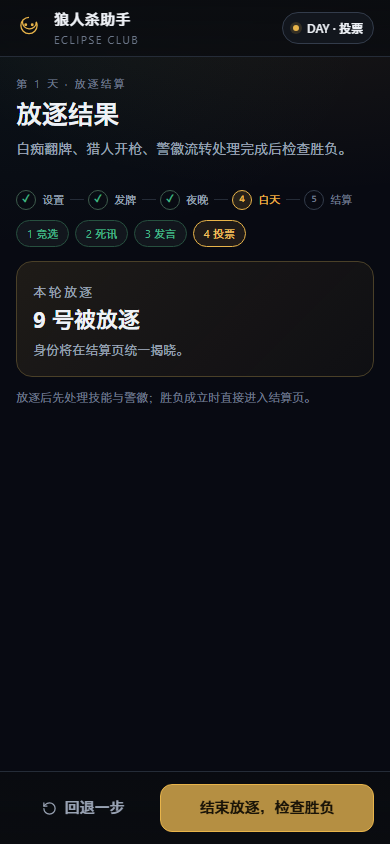 狼人杀助手
ECLIPSE CLUB
DAY · 投票
第 1 天 · 放逐结算
放逐结果
白痴翻牌、猎人开枪、警徽流转处理完成后检查胜负。
✓ 设置 ✓ 发牌 ✓ 夜晚 4 白天 5 结算
1 竞选 2 死讯 3 发言 4 投票
本轮放逐
9 号被放逐
身份将在结算页统一揭晓。
放逐后先处理技能与警徽；胜负成立时直接进入结算页。
回退一步
结束放逐，检查胜负